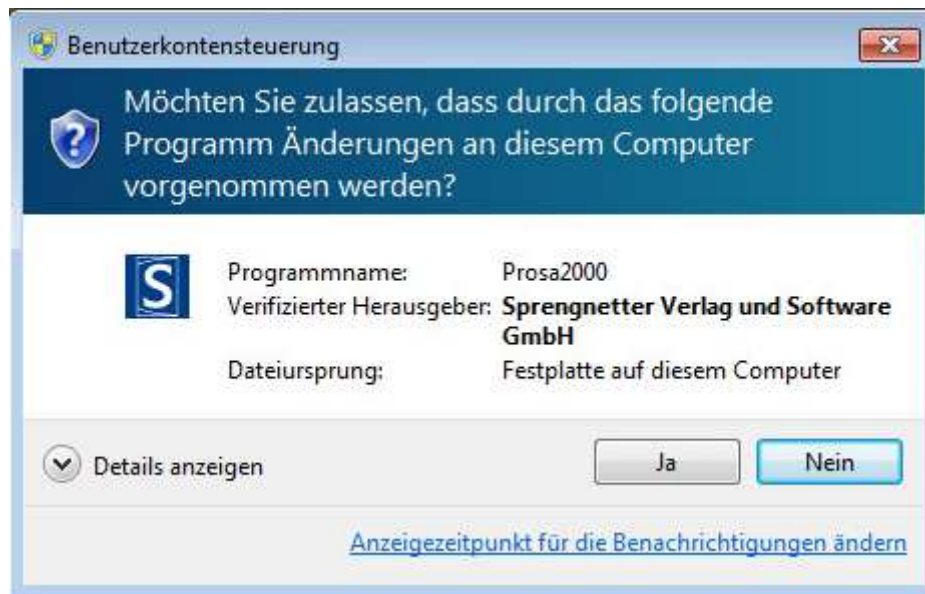 Benutzerkontensteuerung
Möchten Sie zulassen, dass durch das folgende
Programm Änderungen an diesem Computer
vorgenommen werden?
S
Programmname: Prosa2000
Verifizierter Herausgeber: Sprengnetter Verlag und Software
GmbH
Dateiursprung: Festplatte auf diesem Computer
Details anzeigen Ja Nein
Anzeigezeitpunkt für die Benachrichtigungen ändern